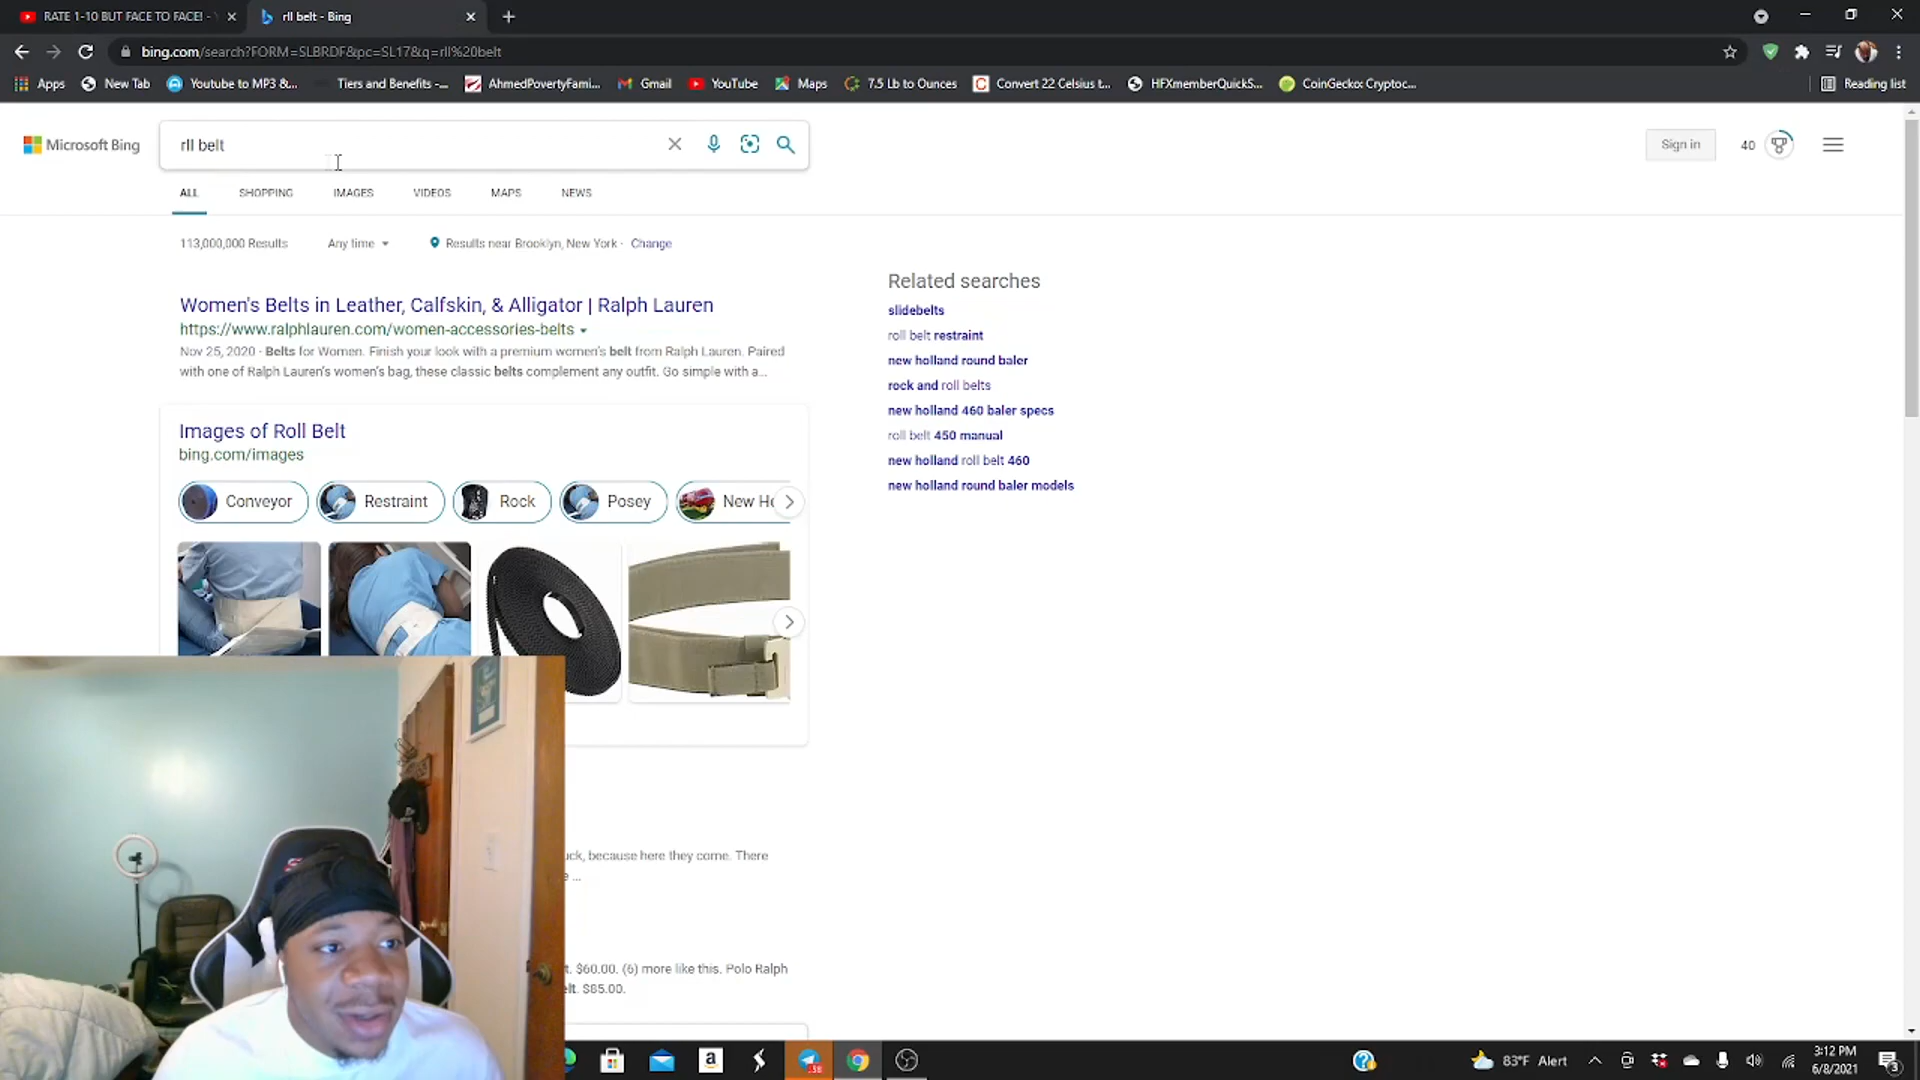 RATE 1-10 BUT FACE TO FACE! -
rll belt - Bing
bing.com/search?FORM=SLBRDF&pc=SL17&q=rll%20belt
Apps
New Tab
Youtube to MP3 &...
Tiers and Benefits -...
AhmedPovertyFami...
Gmail
YouTube
Maps
7.5 Lb to Ounces
Convert 22 Celsius t...
HFXmemberQuickS...
CoinGecko: Cryptoc...
Reading list
Microsoft Bing
rll belt
Sign in
40
ALL
SHOPPING
IMAGES
VIDEOS
MAPS
NEWS
113,000,000 Results
Any time
Results near Brooklyn, New York · Change
Women's Belts in Leather, Calfskin, & Alligator | Ralph Lauren
https://www.ralphlauren.com/women-accessories-belts
Nov 25, 2020 · Belts for Women. Finish your look with a premium women's belt from Ralph Lauren. Paired
with one of Ralph Lauren's women's bag, these classic belts complement any outfit. Go simple with a...
Related searches
slidebelts
roll belt restraint
new holland round baler
rock and roll belts
new holland 460 baler specs
roll belt 450 manual
new holland roll belt 460
new holland round baler models
Images of Roll Belt
bing.com/images
Conveyor
Restraint
Rock
Posey
New Ho
uck, because here they come. There
e ...
t. $60.00. (6) more like this. Polo Ralph
elt. $85.00.
83°F Alert
3:12 PM
6/8/2021
3